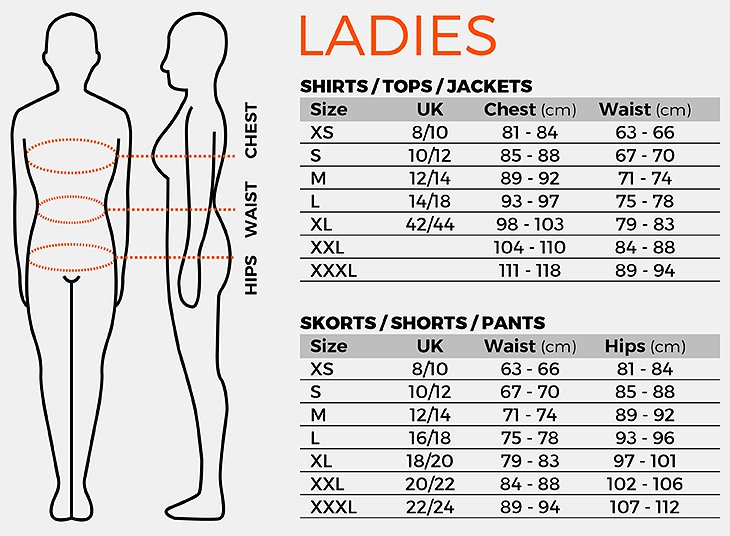 LADIES
SHIRTS / TOPS / JACKETS
Size UK Chest (cm) Waist (cm)
XS 8/10 81 - 84 63 - 66
S 10/12 85 - 88 67 - 70
M 12/14 89 - 92 71 - 74
L 14/18 93 - 97 75 - 78
XL 42/44 98 - 103 79 - 83
XXL 104 - 110 84 - 88
XXXL 111 - 118 89 - 94
SKORTS / SHORTS / PANTS
Size UK Waist (cm) Hips (cm)
XS 8/10 63 - 66 81 - 84
S 10/12 67 - 70 85 - 88
M 12/14 71 - 74 89 - 92
L 16/18 75 - 78 93 - 96
XL 18/20 79 - 83 97 - 101
XXL 20/22 84 - 88 102 - 106
XXXL 22/24 89 - 94 107 - 112
CHEST
WAIST
HIPS